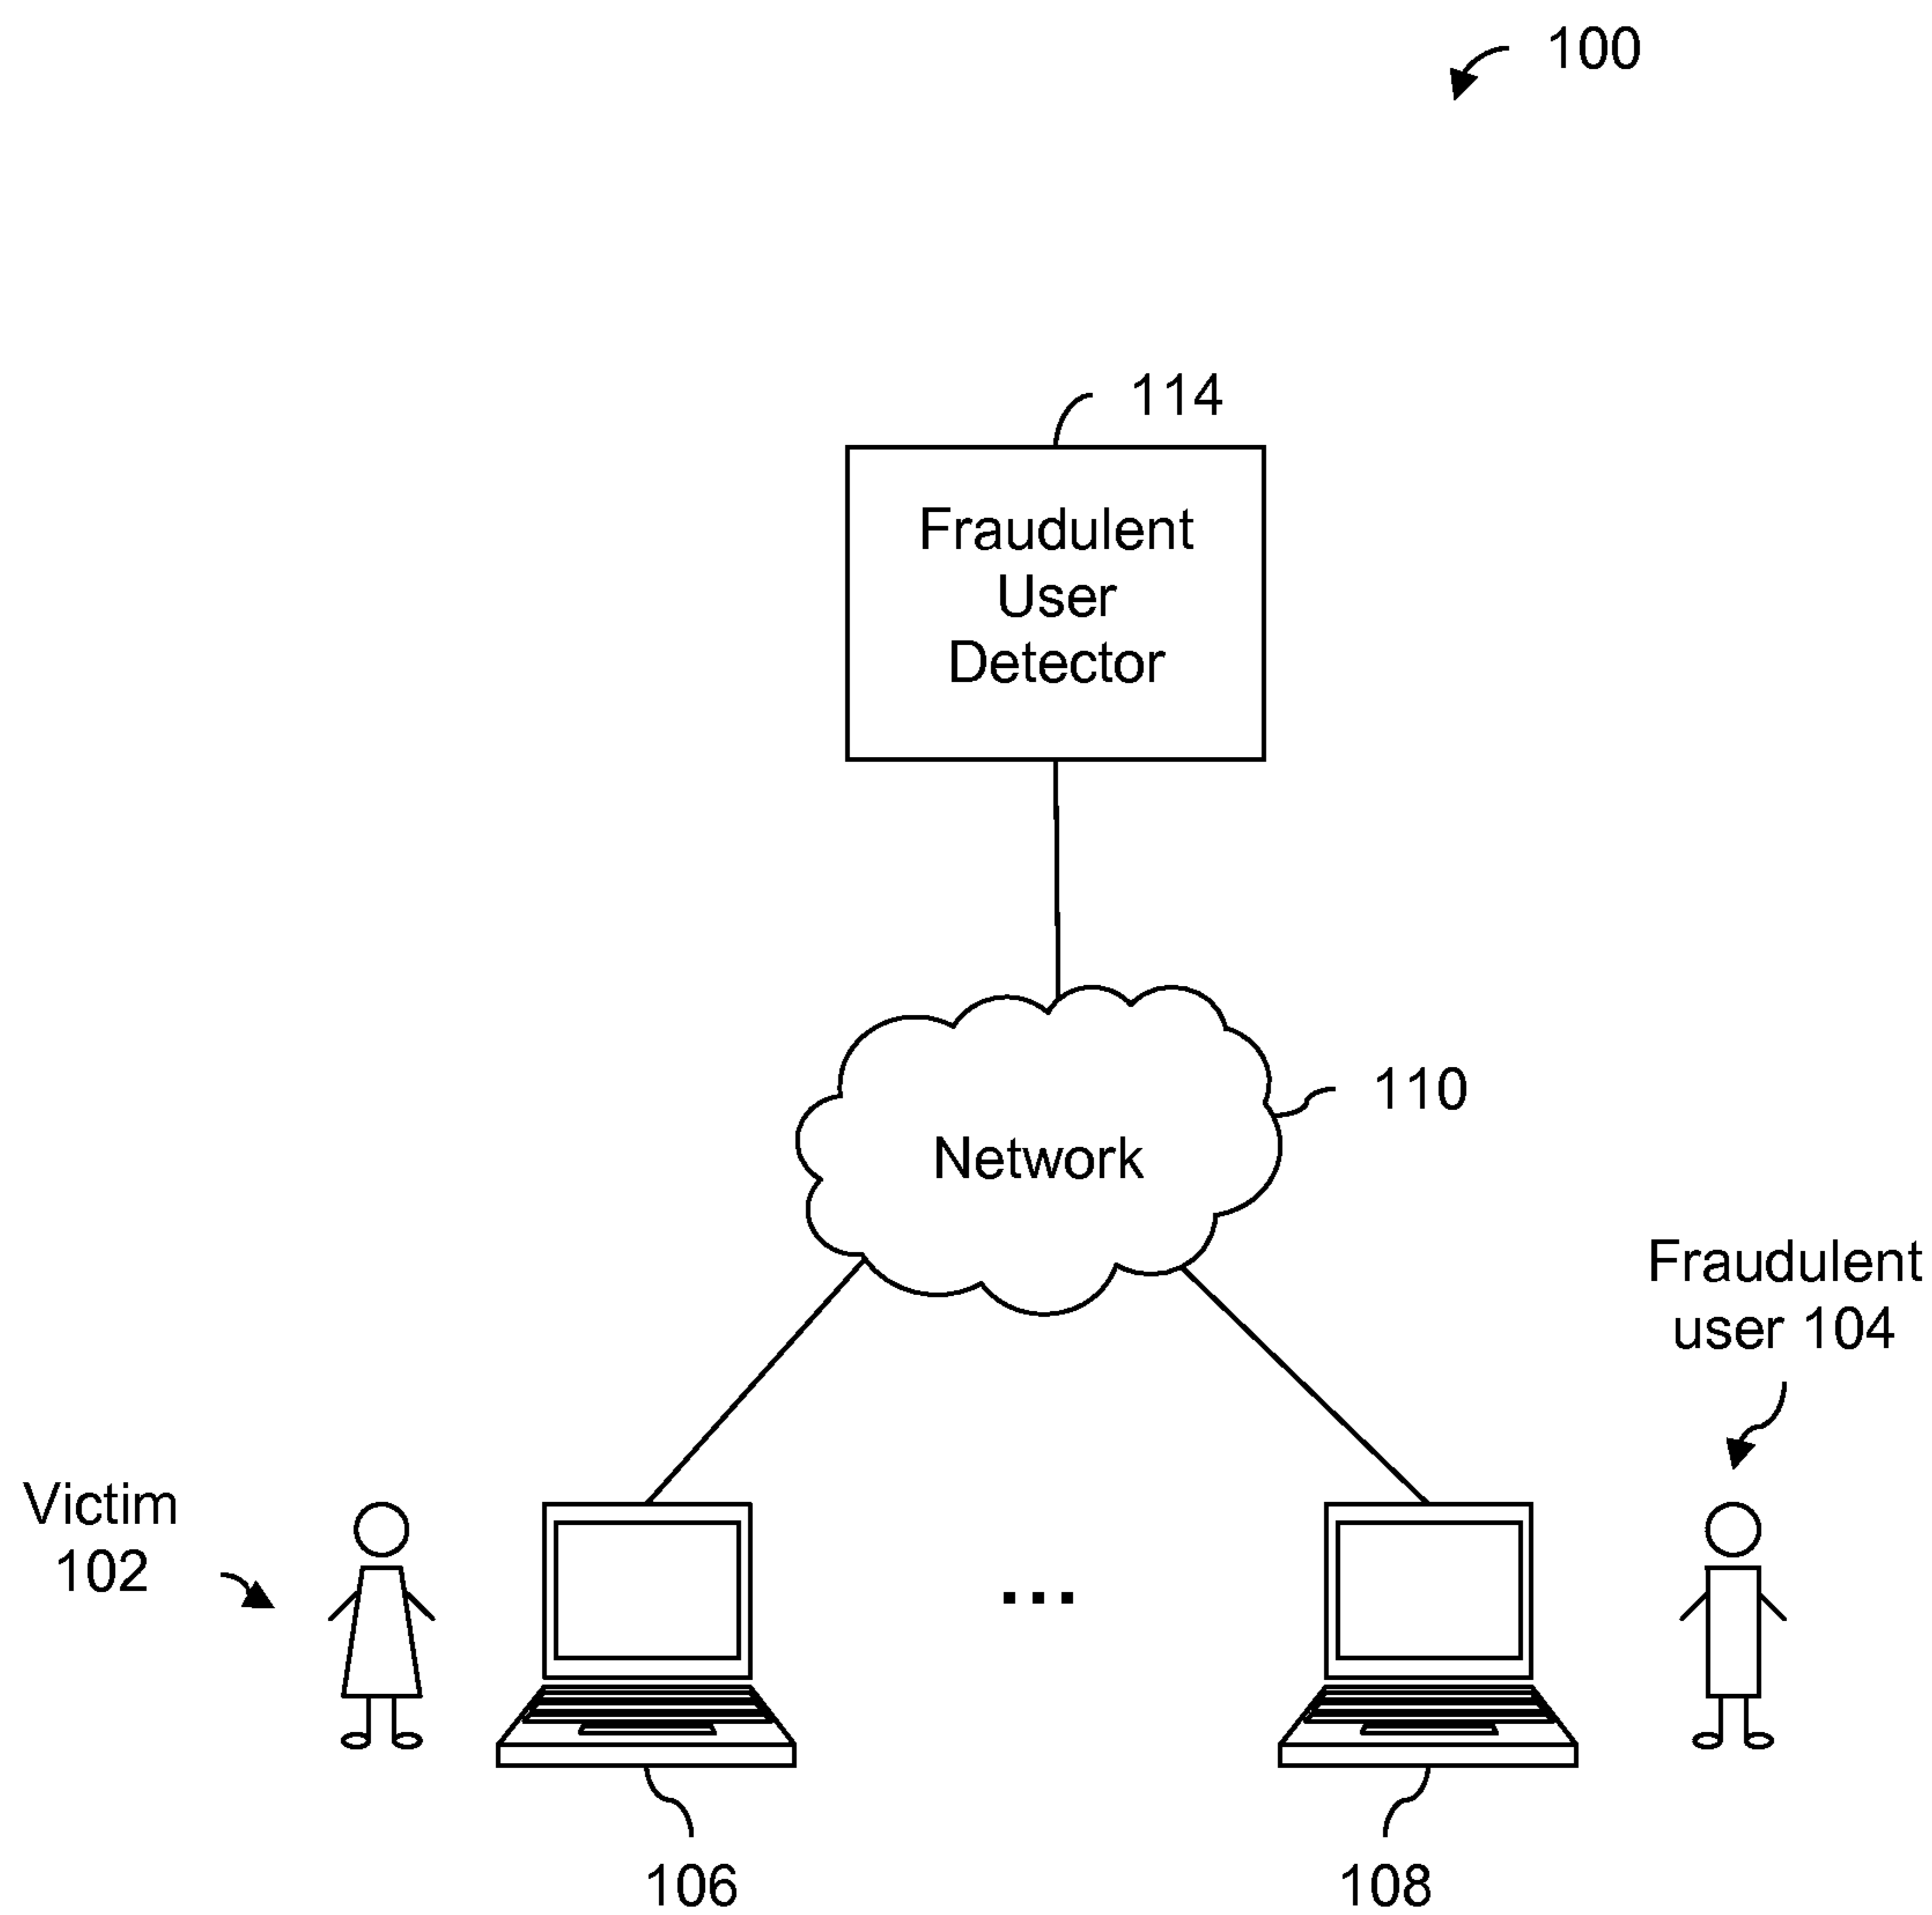 100
114
Fraudulent
User
Detector
110
Network
Fraudulent
user 104
Victim
102
...
106
108